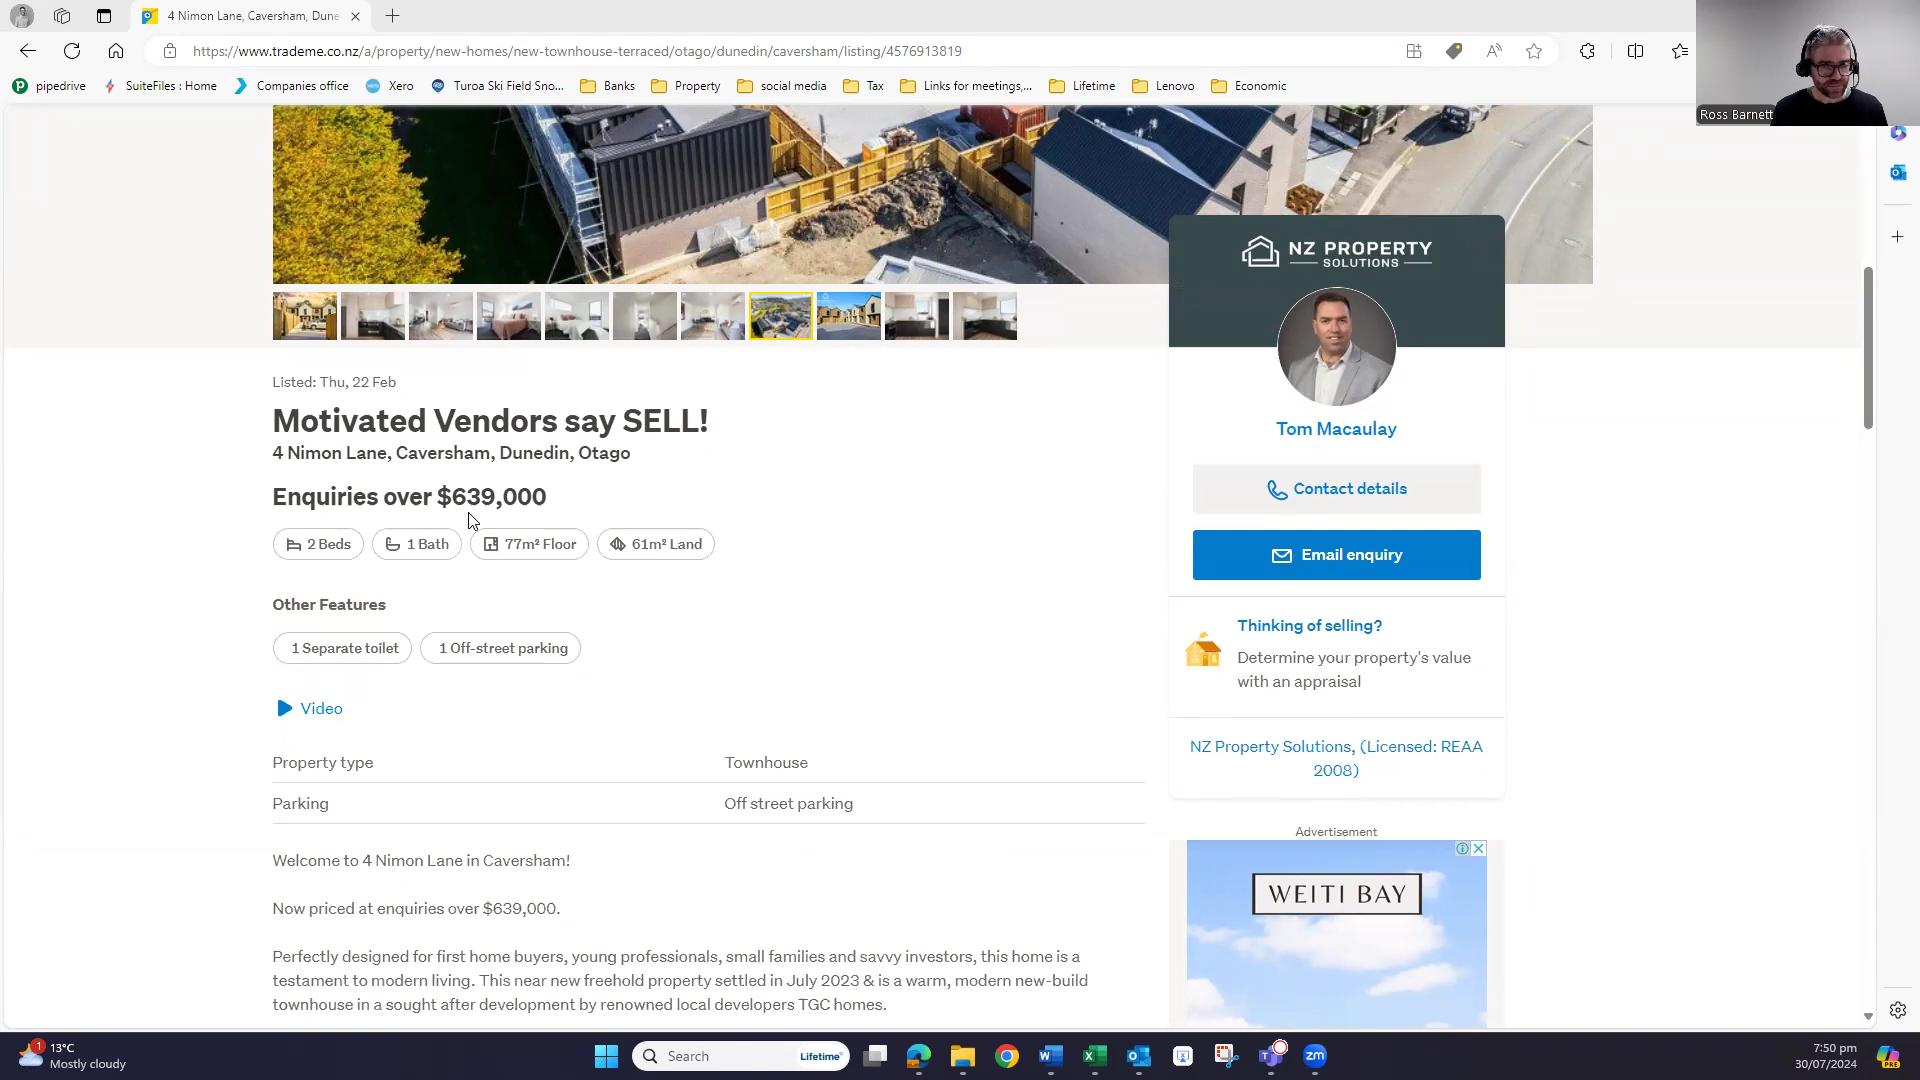 4 Nimon Lane, Caversham, Dune
https://www.trademe.co.nz/a/property/new-homes/new-townhouse-terraced/otago/dunedin/caversham/listing/4576913819
pipedrive
SuiteFiles : Home
Companies office
Xero
Turoa Ski Field Sno...
Banks
Property
social media
Tax
Links for meetings,...
Lifetime
Lenovo
Economic
Ross Barnett
NZ PROPERTY
SOLUTIONS
Listed: Thu, 22 Feb
Motivated Vendors say SELL!
4 Nimon Lane, Caversham, Dunedin, Otago
Enquiries over $639,000
2 Beds
1 Bath
77m² Floor
61m² Land
Other Features
1 Separate toilet
1 Off-street parking
Video
Property type
Townhouse
Parking
Off street parking
Welcome to 4 Nimon Lane in Caversham!
Now priced at enquiries over $639,000.
Perfectly designed for first home buyers, young professionals, small families and savvy investors, this home is a
testament to modern living. This near new freehold property settled in July 2023 & is a warm, modern new-build
townhouse in a sought after development by renowned local developers TGC homes.
Tom Macaulay
Contact details
Email enquiry
Thinking of selling?
Determine your property's value
with an appraisal
NZ Property Solutions, (Licensed: REAA
2008)
Advertisement
WEITI BAY
1
13°C
Mostly cloudy
Search
Lifetime
zm
7:50 pm
30/07/2024
PRE